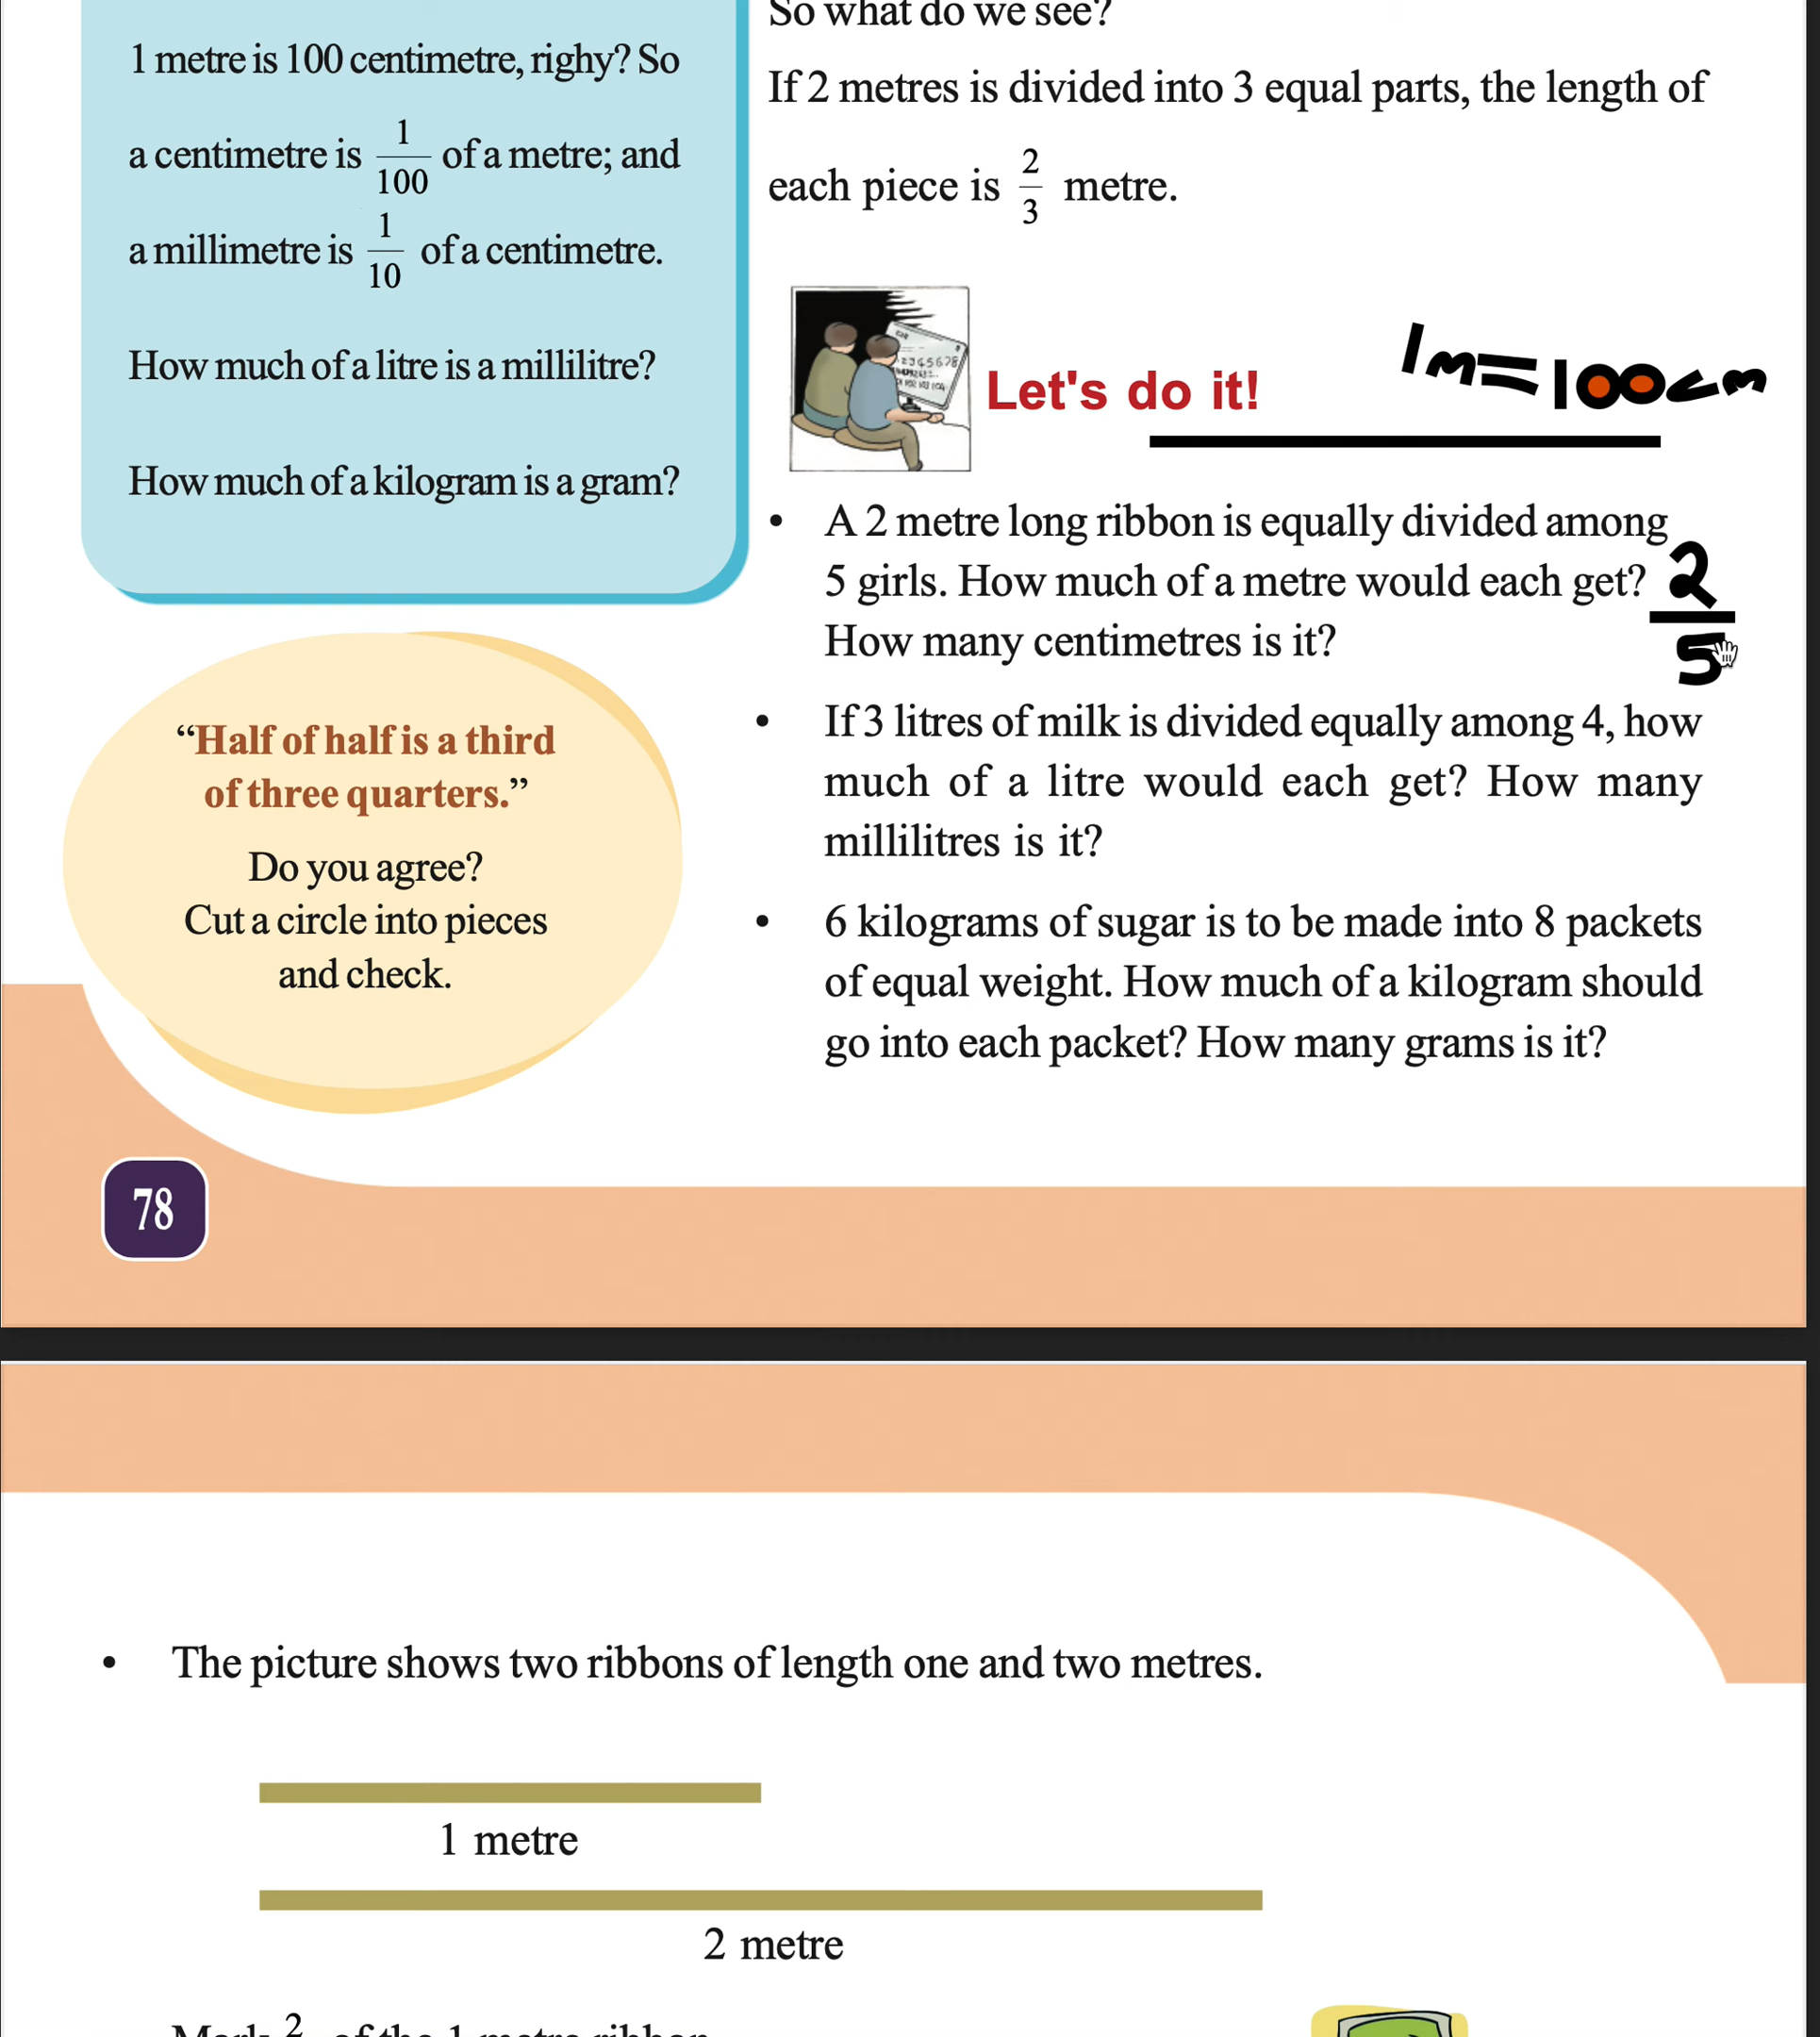 1 metre is 100 centimetre, righy? So
a centimetre is 1/100 of a metre; and
a millimetre is 1/10 of a centimetre.
How much of a litre is a millilitre?
How much of a kilogram is a gram?
“Half of half is a third
of three quarters.”
Do you agree?
Cut a circle into pieces
and check.
78
So what do we see?
If 2 metres is divided into 3 equal parts, the length of
each piece is 2/3 metre.
Let's do it!
1m=100cm
• A 2 metre long ribbon is equally divided among
5 girls. How much of a metre would each get? 2/5
How many centimetres is it?
• If 3 litres of milk is divided equally among 4, how
much of a litre would each get? How many
millilitres is it?
• 6 kilograms of sugar is to be made into 8 packets
of equal weight. How much of a kilogram should
go into each packet? How many grams is it?
• The picture shows two ribbons of length one and two metres.
1 metre
2 metre